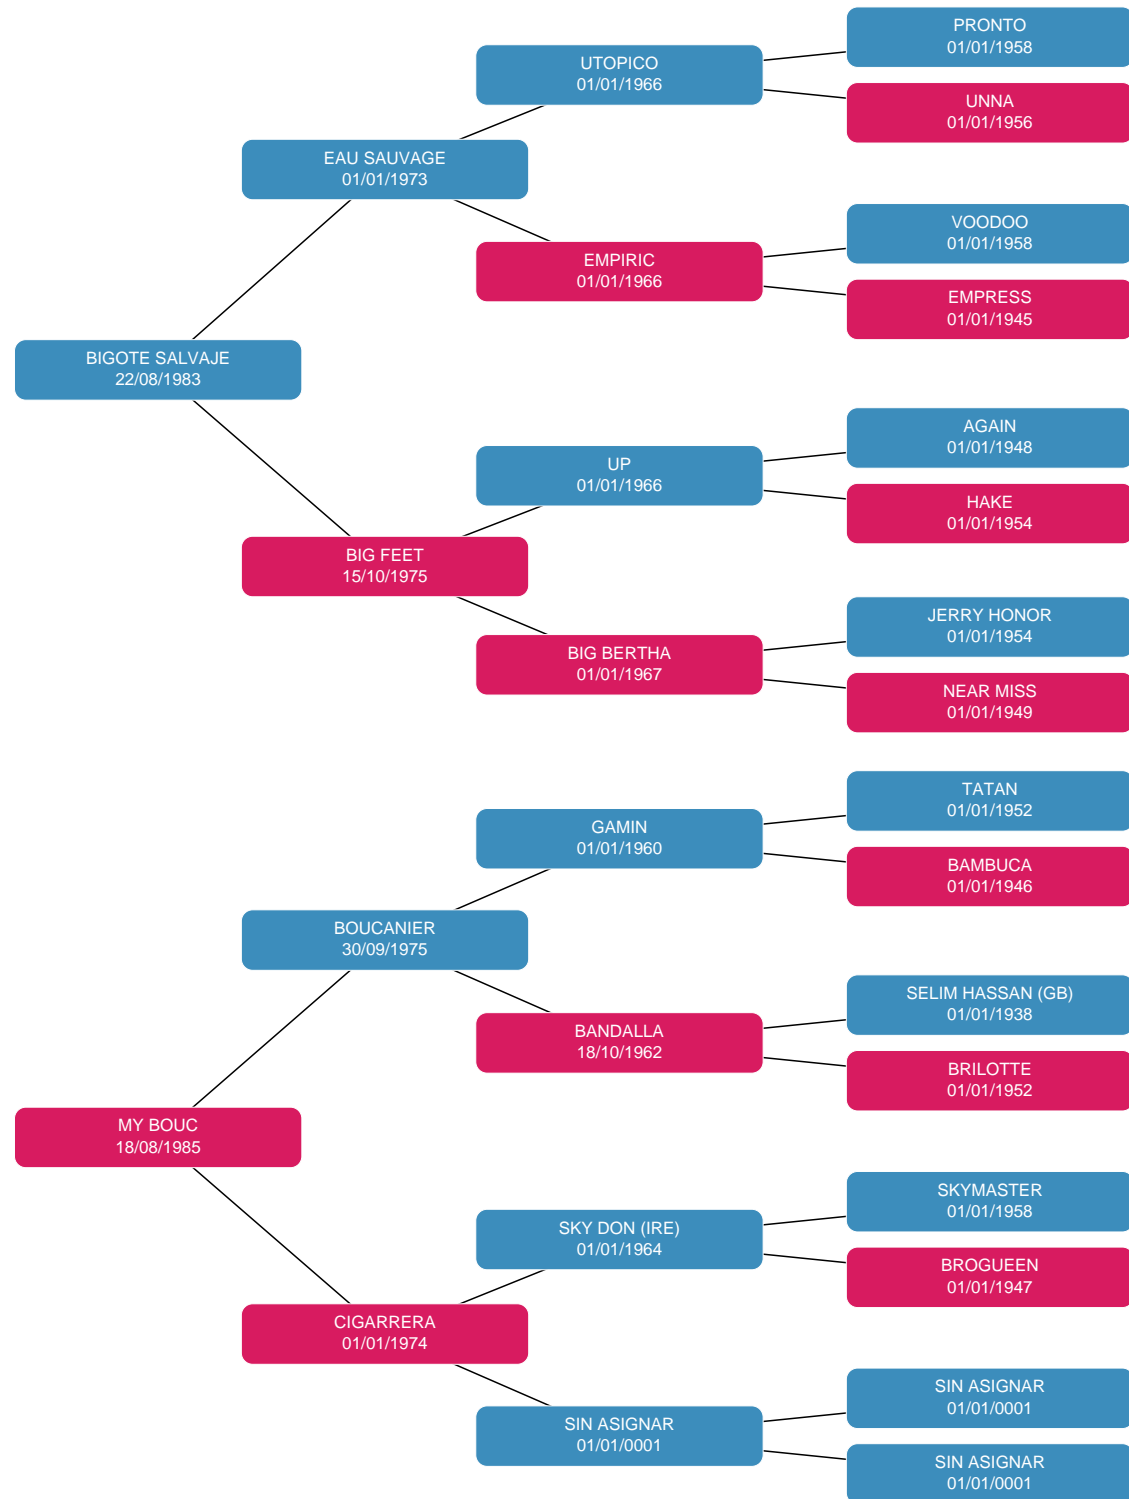 PRONTO
01/01/1958
UTOPICO
01/01/1966
UNNA
01/01/1956
EAU SAUVAGE
01/01/1973
VOODOO
01/01/1958
EMPIRIC
01/01/1966
EMPRESS
01/01/1945
BIGOTE SALVAJE
22/08/1983
AGAIN
01/01/1948
UP
01/01/1966
HAKE
01/01/1954
BIG FEET
15/10/1975
JERRY HONOR
01/01/1954
BIG BERTHA
01/01/1967
NEAR MISS
01/01/1949
TATAN
01/01/1952
GAMIN
01/01/1960
BAMBUCA
01/01/1946
BOUCANIER
30/09/1975
SELIM HASSAN (GB)
01/01/1938
BANDALLA
18/10/1962
BRILOTTE
01/01/1952
MY BOUC
18/08/1985
SKYMASTER
01/01/1958
SKY DON (IRE)
01/01/1964
BROGUEEN
01/01/1947
CIGARRERA
01/01/1974
SIN ASIGNAR
01/01/0001
SIN ASIGNAR
01/01/0001
SIN ASIGNAR
01/01/0001